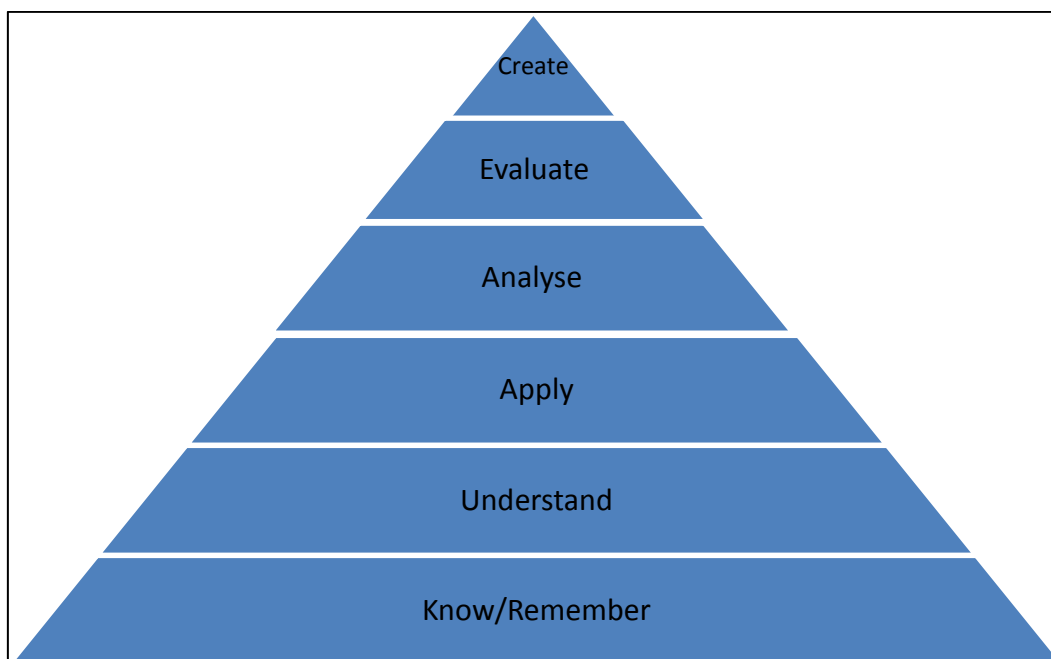 Create
Evaluate
Analyse
Apply
Understand
Know/Remember